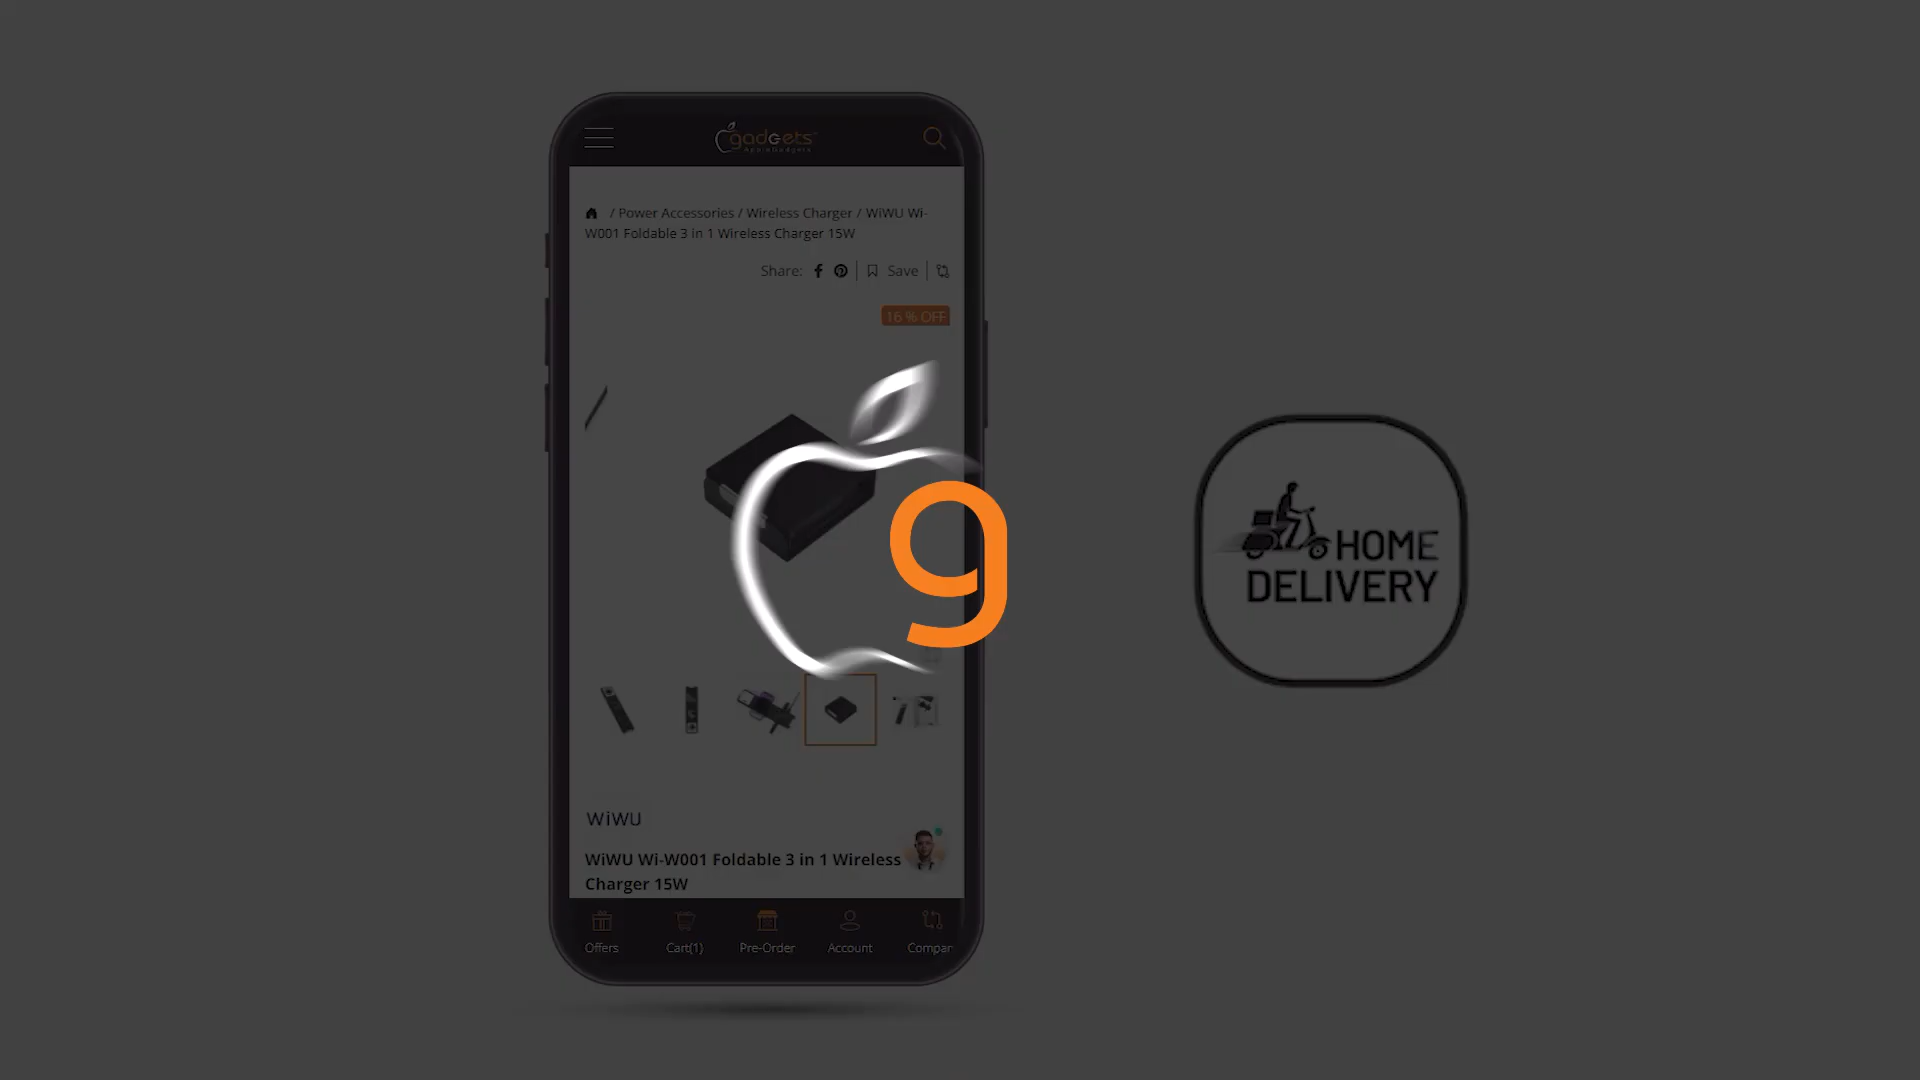 gadgets
/ Power Accessories / Wireless Charger / WiWU Wi-
W001 Foldable 3 in 1 Wireless Charger 15W
Share:
Save
16 % OFF
g
HOME
DELIVERY
WiWU
WiWU Wi-W001 Foldable 3 in 1 Wireless
Charger 15W
Offers
Cart(1)
Pre-Order
Account
Compar